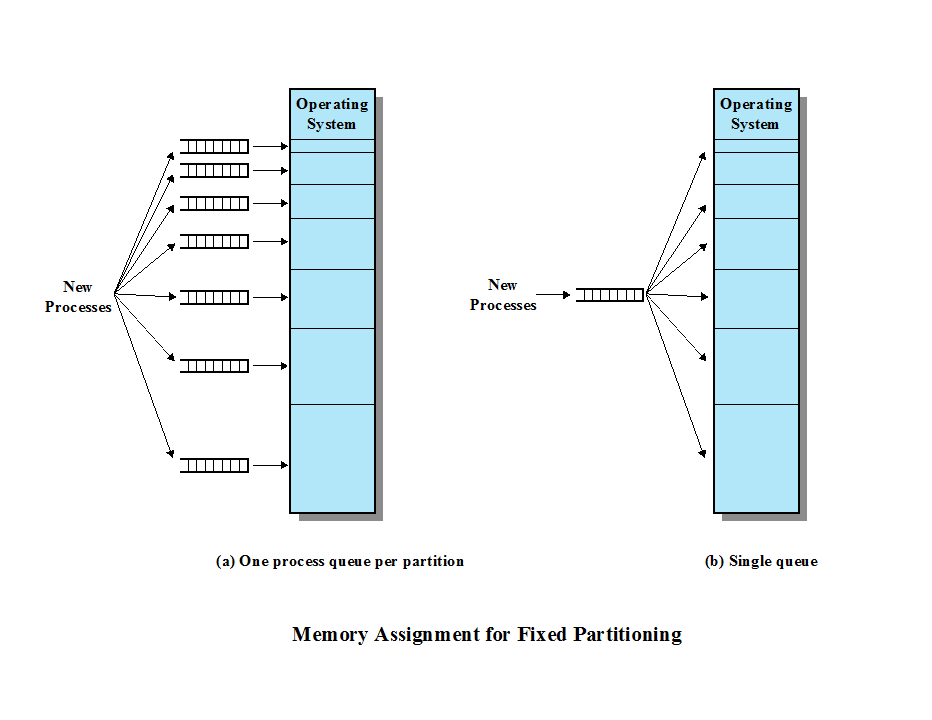 Operating
System
New
Processes
(a) One process queue per partition
Operating
System
New
Processes
(b) Single queue
Memory Assignment for Fixed Partitioning